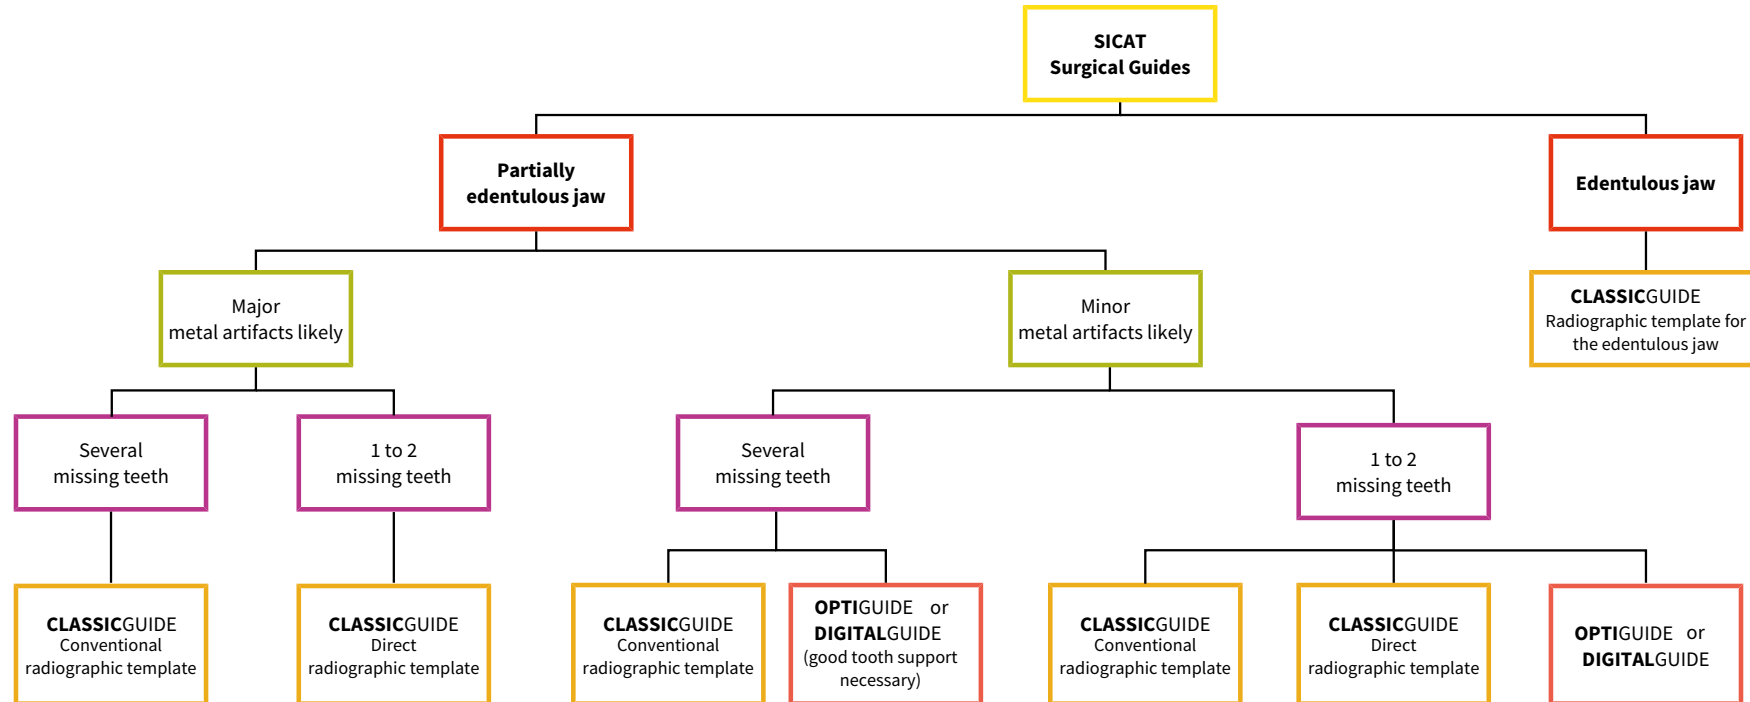 SICAT
Surgical Guides
Partially
edentulous jaw
Edentulous jaw
Major
metal artifacts likely
Minor
metal artifacts likely
CLASSICGUIDE
Radiographic template for
the edentulous jaw
Several
missing teeth
1 to 2
missing teeth
Several
missing teeth
1 to 2
missing teeth
CLASSICGUIDE
Conventional
radiographic template
CLASSICGUIDE
Direct
radiographic template
CLASSICGUIDE
Conventional
radiographic template
OPTIGUIDE or
DIGITALGUIDE
(good tooth support
necessary)
CLASSICGUIDE
Conventional
radiographic template
CLASSICGUIDE
Direct
radiographic template
OPTIGUIDE or
DIGITALGUIDE